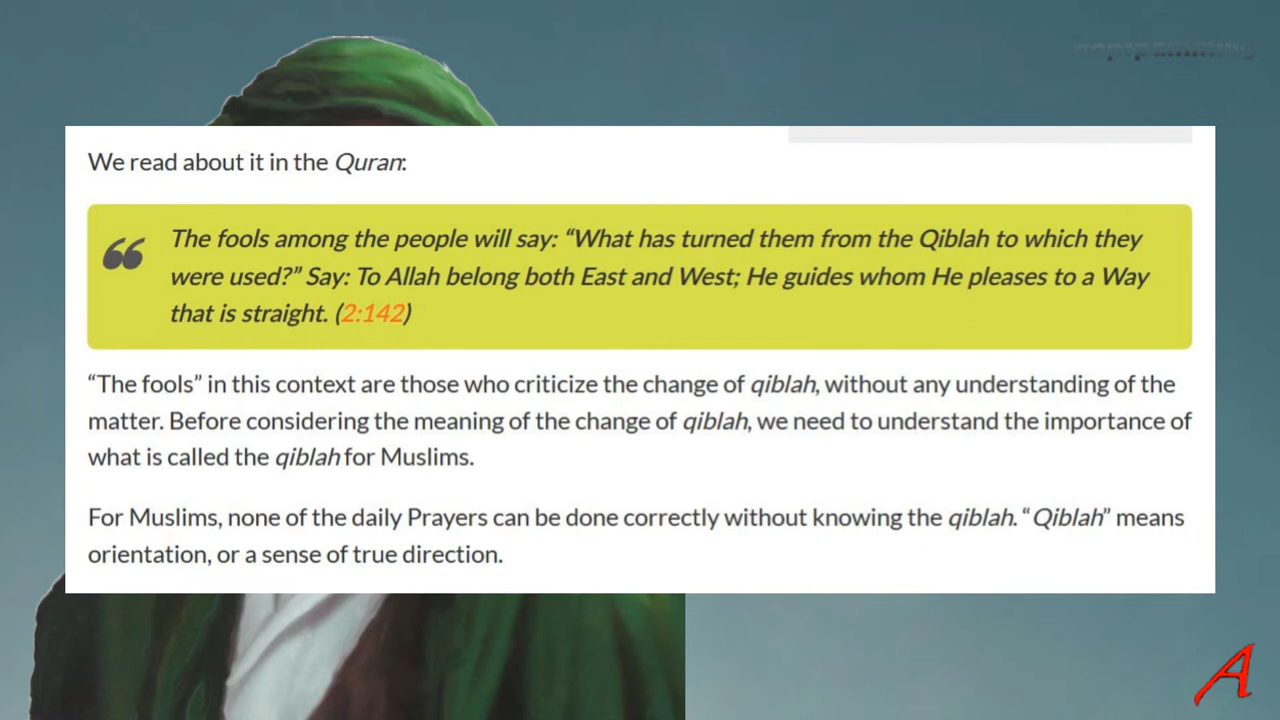 We read about it in the Quran:
“ The fools among the people will say: “What has turned them from the Qiblah to which they
were used?” Say: To Allah belong both East and West; He guides whom He pleases to a Way
that is straight. (2:142)
“The fools” in this context are those who criticize the change of qiblah, without any understanding of the
matter. Before considering the meaning of the change of qiblah, we need to understand the importance of
what is called the qiblah for Muslims.
For Muslims, none of the daily Prayers can be done correctly without knowing the qiblah. “Qiblah” means
orientation, or a sense of true direction.
A